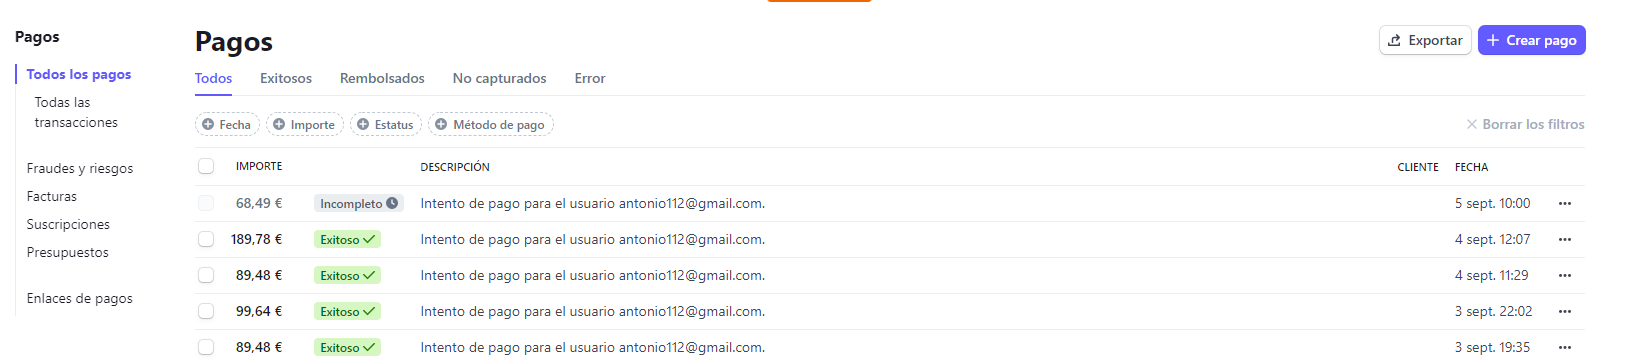 Pagos
Todos los pagos
Todas las
transacciones
Fraudes y riesgos
Facturas
Suscripciones
Presupuestos
Enlaces de pagos
Pagos
Exportar
Crear pago
Todos Exitosos Rembolsados No capturados Error
Fecha Importe Estatus Método de pago Borrar los filtros
IMPORTE DESCRIPCIÓN CLIENTE FECHA
68,49 € Incompleto Intento de pago para el usuario antonio112@gmail.com. 5 sept. 10:00
189,78 € Exitoso Intento de pago para el usuario antonio112@gmail.com. 4 sept. 12:07
89,48 € Exitoso Intento de pago para el usuario antonio112@gmail.com. 4 sept. 11:29
99,64 € Exitoso Intento de pago para el usuario antonio112@gmail.com. 3 sept. 22:02
89,48 € Exitoso Intento de pago para el usuario antonio112@gmail.com. 3 sept. 19:35